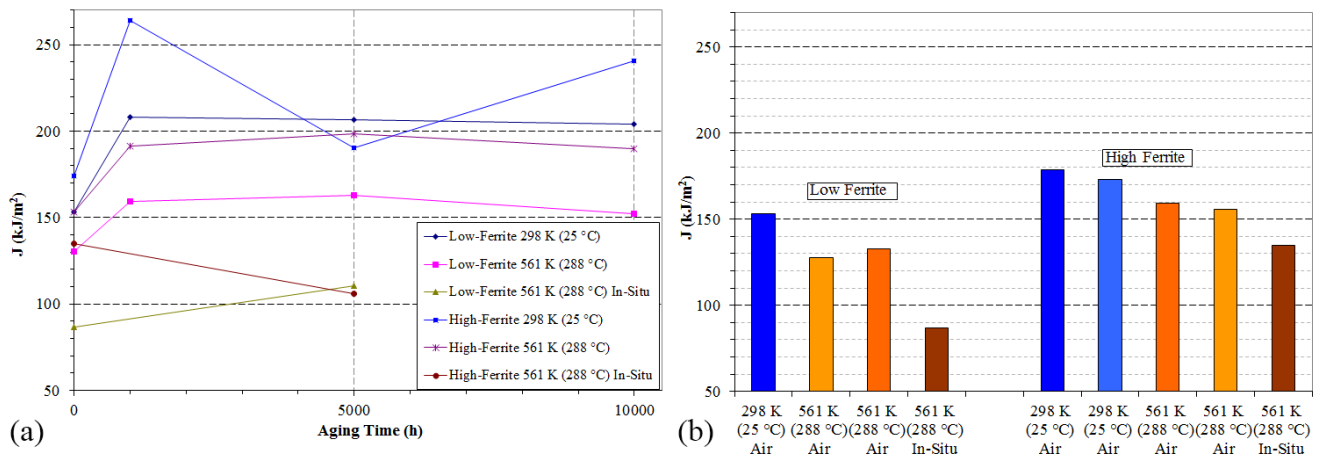 J (kJ/m²)
250
200
150
100
50
0
5000
10000
Aging Time (h)
Low-Ferrite 298 K (25 °C)
Low-Ferrite 561 K (288 °C)
Low-Ferrite 561 K (288 °C) In-Situ
High-Ferrite 298 K (25 °C)
High-Ferrite 561 K (288 °C)
High-Ferrite 561 K (288 °C) In-Situ
(a)
J (kJ/m²)
250
200
150
100
50
Low Ferrite
High Ferrite
298 K
(25 °C)
Air
561 K
(288 °C)
Air
561 K
(288 °C)
Air
561 K
(288 °C)
In-Situ
298 K
(25 °C)
Air
298 K
(25 °C)
Air
561 K
(288 °C)
Air
561 K
(288 °C)
Air
561 K
(288 °C)
In-Situ
(b)